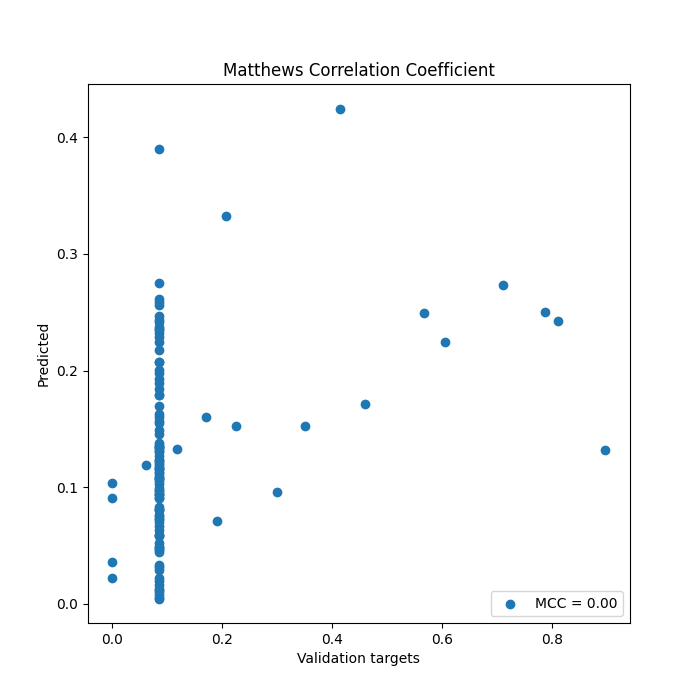 Matthews Correlation Coefficient
0.4
0.3
0.2
0.1
0.0
Predicted
MCC = 0.00
0.0 0.2 0.4 0.6 0.8
Validation targets